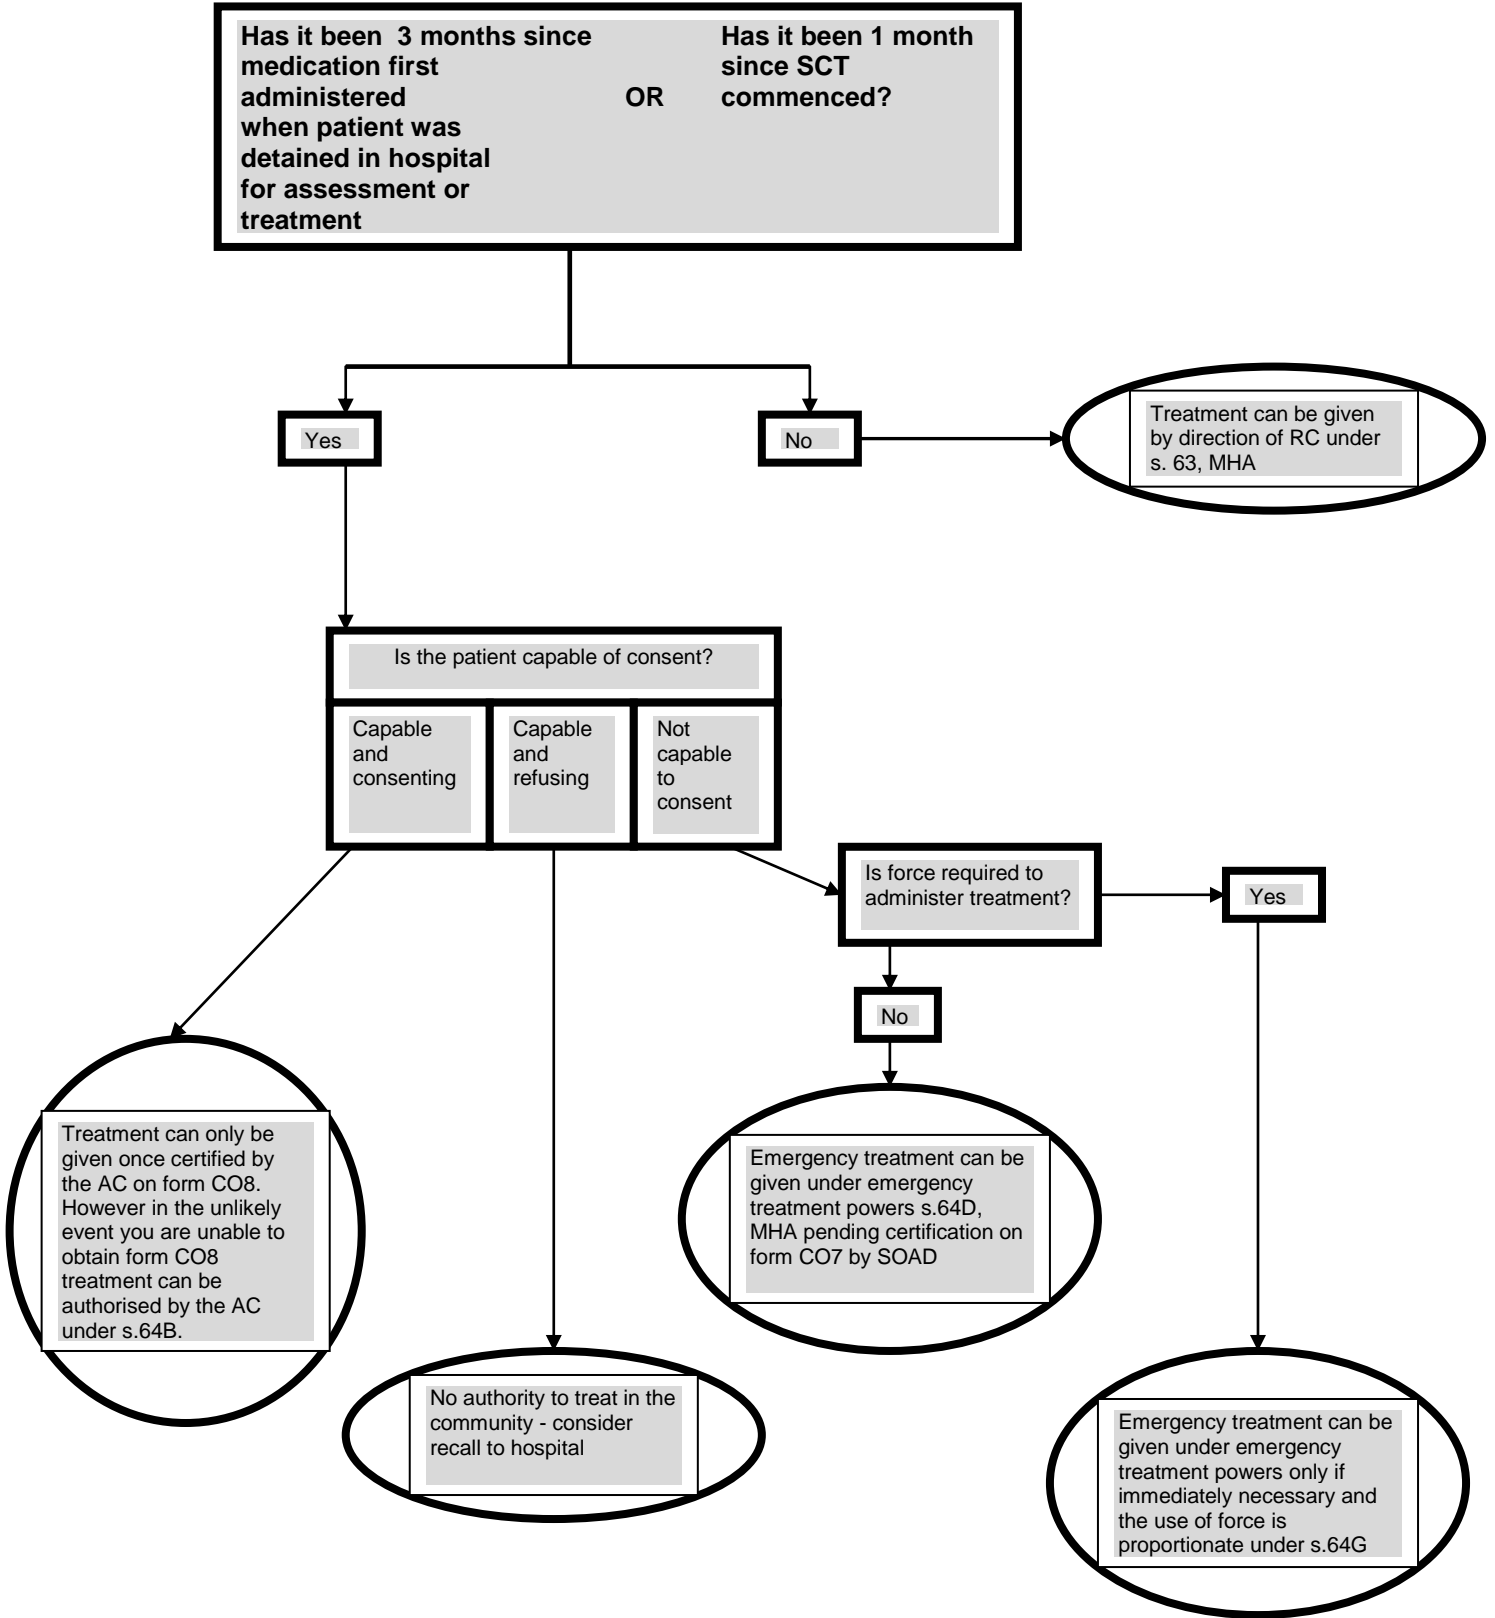 Has it been  3 months since
medication first
administered
when patient was
detained in hospital
for assessment or
treatment
OR
Has it been 1 month
since SCT
commenced?
Yes
No
Treatment can be given
by direction of RC under
s. 63, MHA
Is the patient capable of consent?
Capable
and
consenting
Capable
and
refusing
Not
capable
to
consent
Is force required to
administer treatment?
Yes
No
Treatment can only be
given once certified by
the AC on form CO8.
However in the unlikely
event you are unable to
obtain form CO8
treatment can be
authorised by the AC
under s.64B.
Emergency treatment can be
given under emergency
treatment powers s.64D,
MHA pending certification on
form CO7 by SOAD
No authority to treat in the
community - consider
recall to hospital
Emergency treatment can be
given under emergency
treatment powers only if
immediately necessary and
the use of force is
proportionate under s.64G